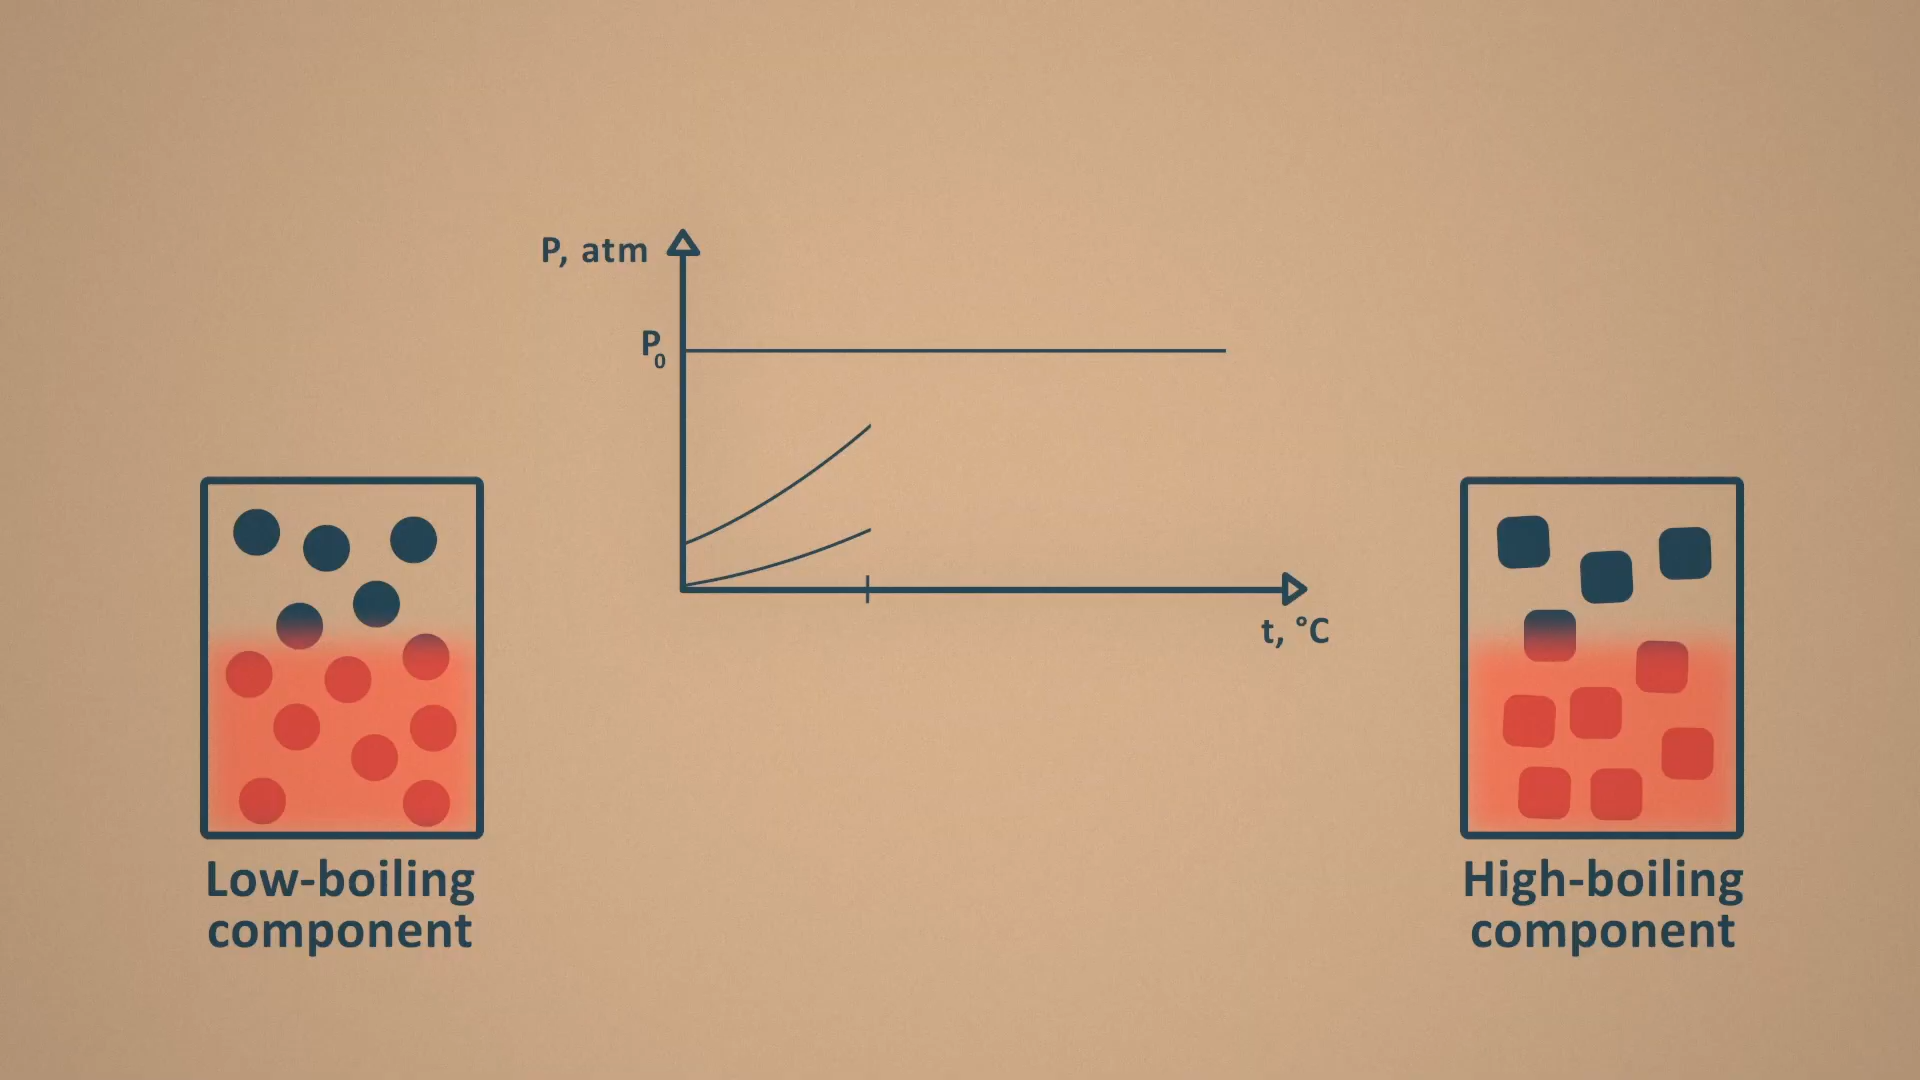 P, atm
P₀
t, °C
Low-boiling
component
High-boiling
component